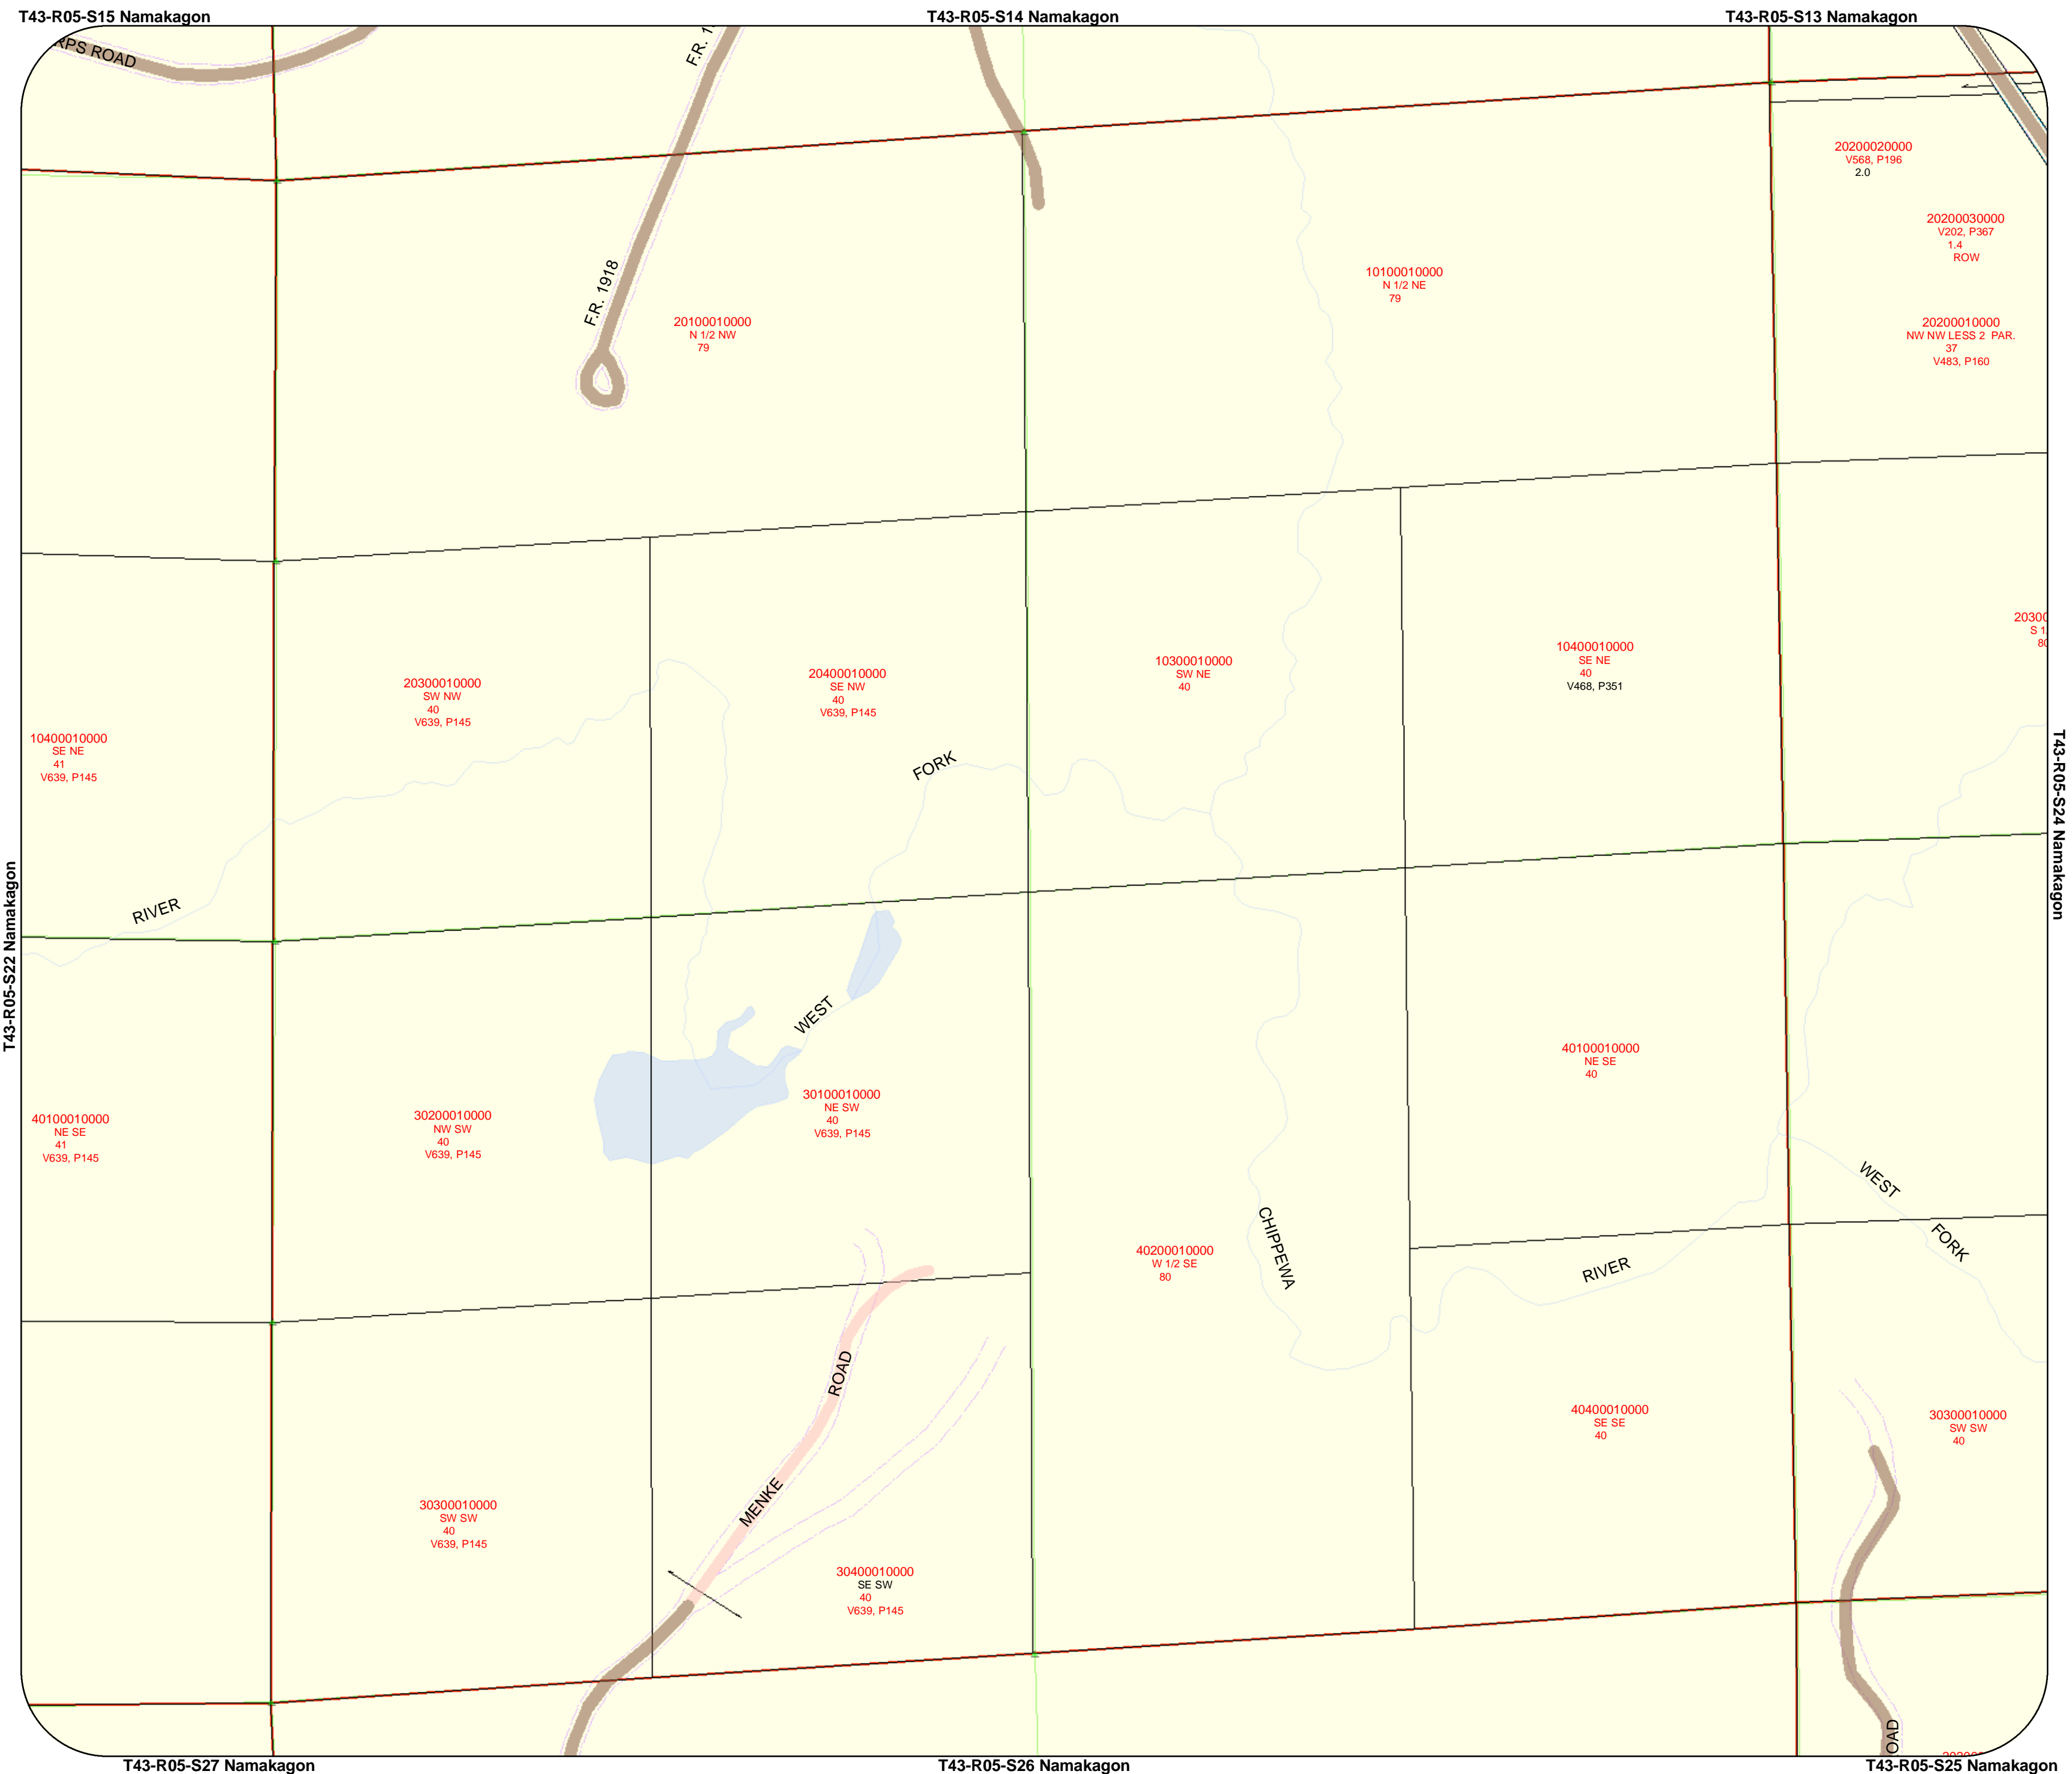 T43-R05-S15 Namakagon
T43-R05-S14 Namakagon
T43-R05-S13 Namakagon
RPS ROAD
F.R. 1
F.R. 1918
20200020000
V568, P196
2.0
20200030000
V202, P367
1.4
ROW
10100010000
N 1/2 NE
79
20100010000
N 1/2 NW
79
20200010000
NW NW LESS 2 PAR.
37
V483, P160
20300
S 1
80
10400010000
SE NE
40
V468, P351
10300010000
SW NE
40
20400010000
SE NW
40
V639, P145
20300010000
SW NW
40
V639, P145
10400010000
SE NE
41
V639, P145
FORK
RIVER
T43-R05-S22 Namakagon
T43-R05-S24 Namakagon
WEST
40100010000
NE SE
40
30100010000
NE SW
40
V639, P145
30200010000
NW SW
40
V639, P145
40100010000
NE SE
41
V639, P145
WEST
FORK
CHIPPEWA
RIVER
40200010000
W 1/2 SE
80
ROAD
MENKE
40400010000
SE SE
40
30300010000
SW SW
40
30300010000
SW SW
40
V639, P145
30400010000
SE SW
40
V639, P145
OAD
T43-R05-S27 Namakagon
T43-R05-S26 Namakagon
T43-R05-S25 Namakagon